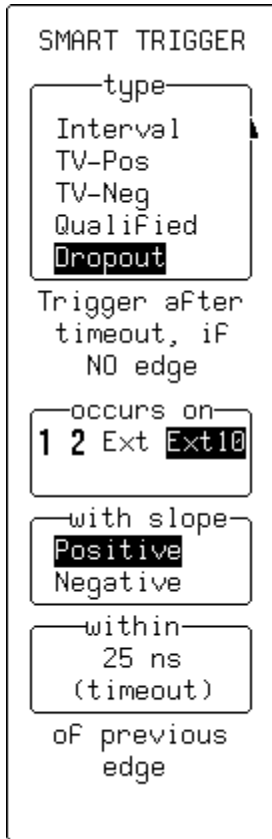 SMART TRIGGER
type
Interval
TV-Pos
TV-Neg
Qualified
Dropout
Trigger after
timeout, if
NO edge
occurs on
1 2 Ext Ext10
with slope
Positive
Negative
within
25 ns
(timeout)
of previous
edge